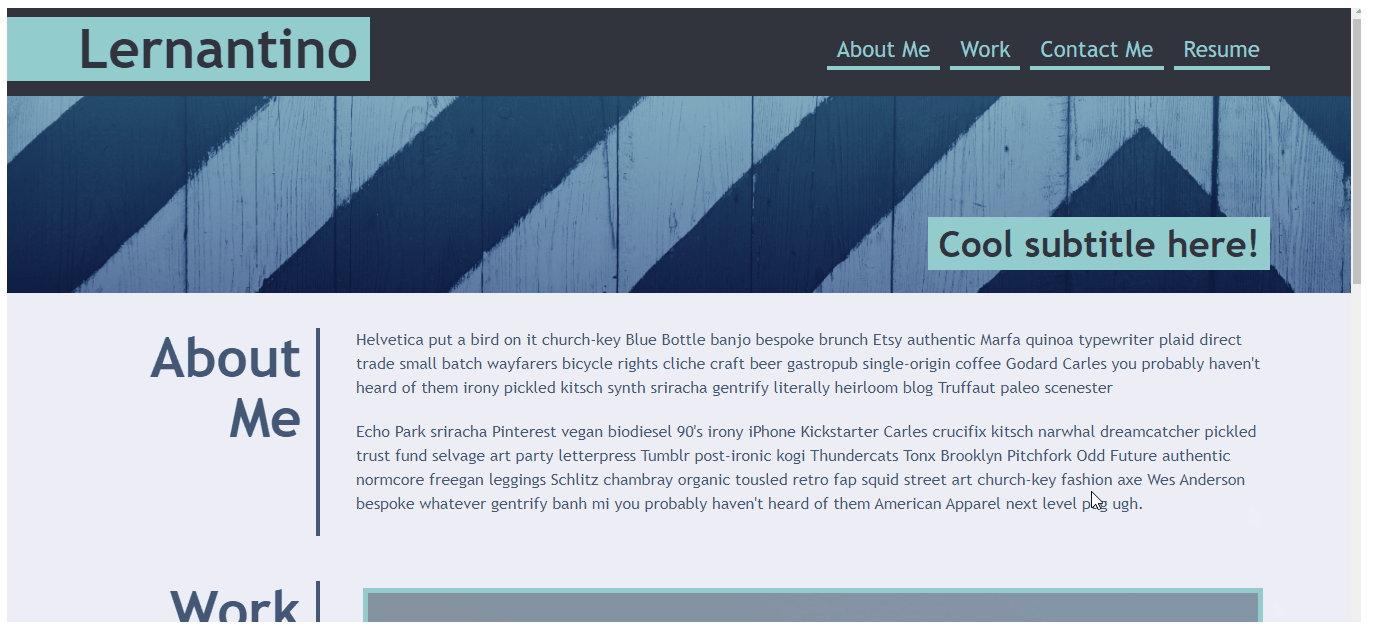 Lernantino
About Me Work Contact Me Resume
Cool subtitle here!
About
Me
Helvetica put a bird on it church-key Blue Bottle banjo bespoke brunch Etsy authentic Marfa quinoa typewriter plaid direct
trade small batch wayfarers bicycle rights cliche craft beer gastropub single-origin coffee Godard Carles you probably haven't
heard of them irony pickled kitsch synth sriracha gentrify literally heirloom blog Truffaut paleo scenester
Echo Park sriracha Pinterest vegan biodiesel 90's irony iPhone Kickstarter Carles crucifix kitsch narwhal dreamcatcher pickled
trust fund selvage art party letterpress Tumblr post-ironic kogi Thundercats Tonx Brooklyn Pitchfork Odd Future authentic
normcore freegan leggings Schlitz chambray organic tousled retro fap squid street art church-key fashion axe Wes Anderson
bespoke whatever gentrify banh mi you probably haven't heard of them American Apparel next level pug ugh.
Work